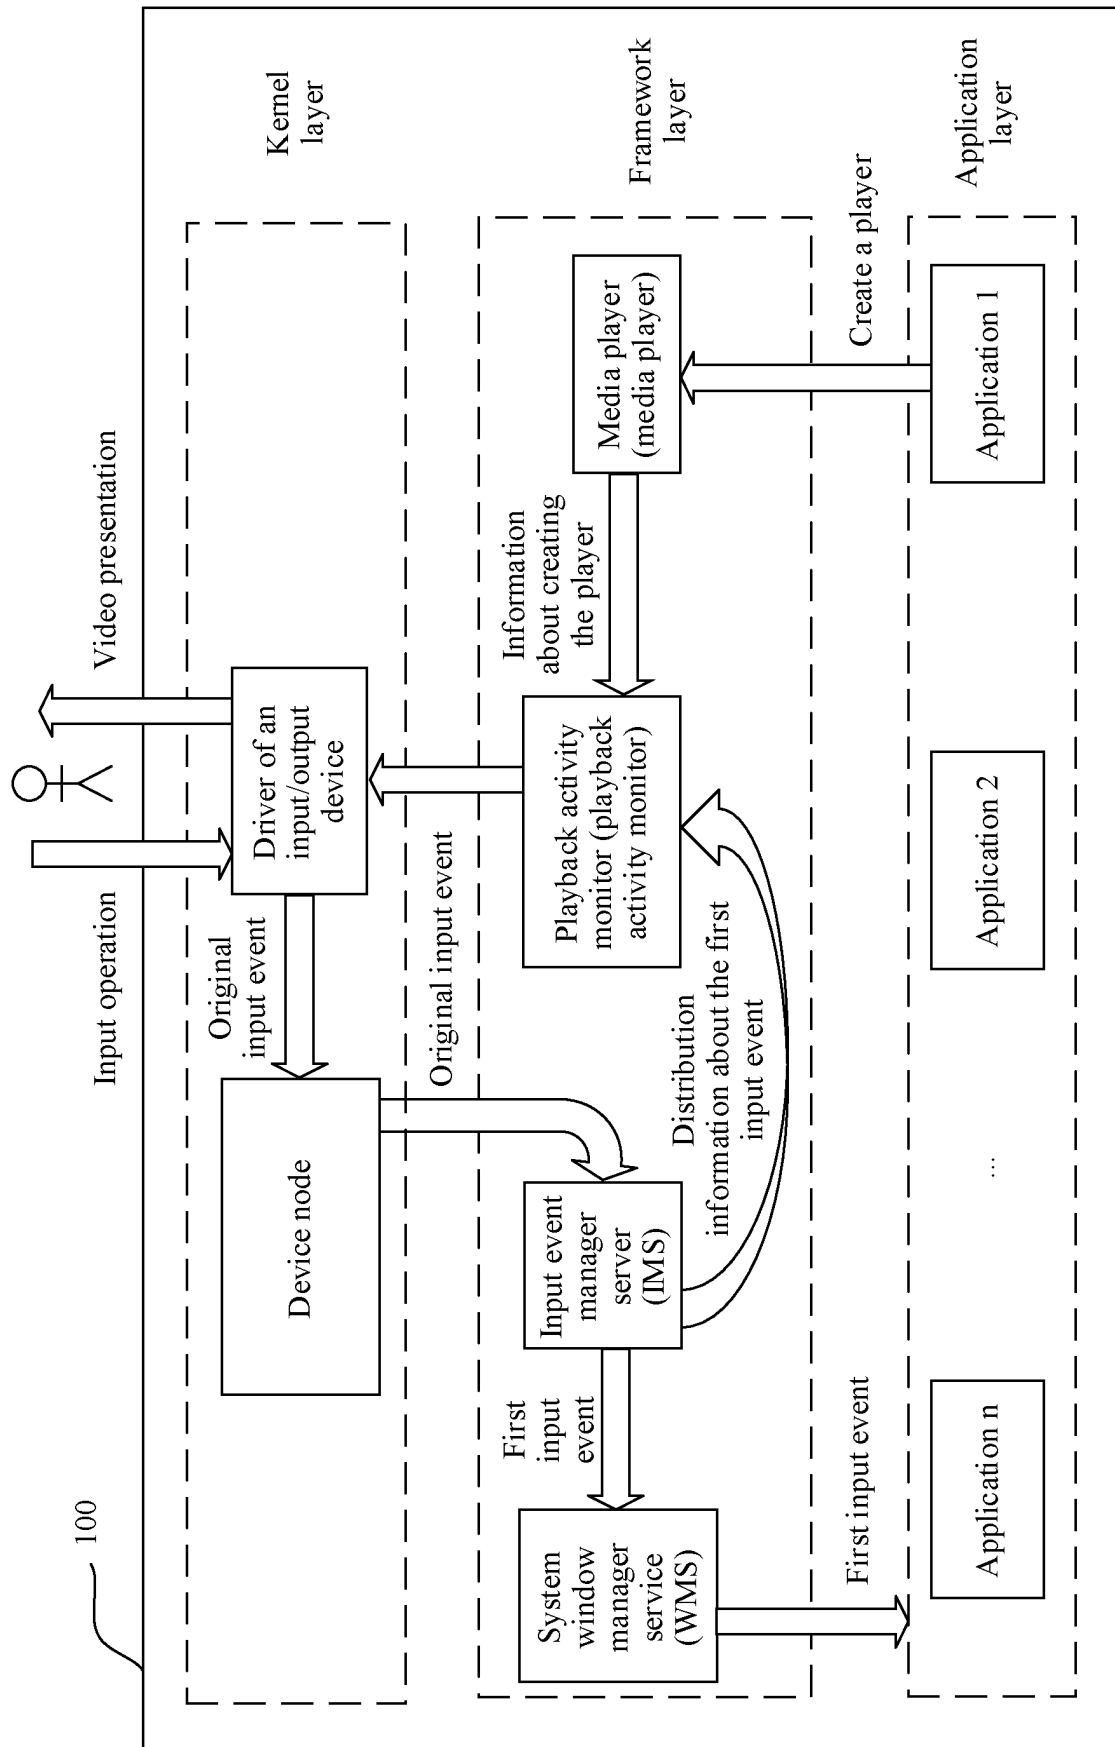 100
Input operation
Video presentation
Kernel
layer
Device node
Original
input event
Driver of an
input/output
device
Original input event
Framework
layer
System
window
manager
service
(WMS)
First
input
event
Input event
manager
server
(IMS)
Distribution
information about the first
input event
Playback activity
monitor (playback
activity monitor)
Information
about creating
the player
Media player
(media player)
First input event
Create a player
Application
layer
Application n
...
Application 2
Application 1